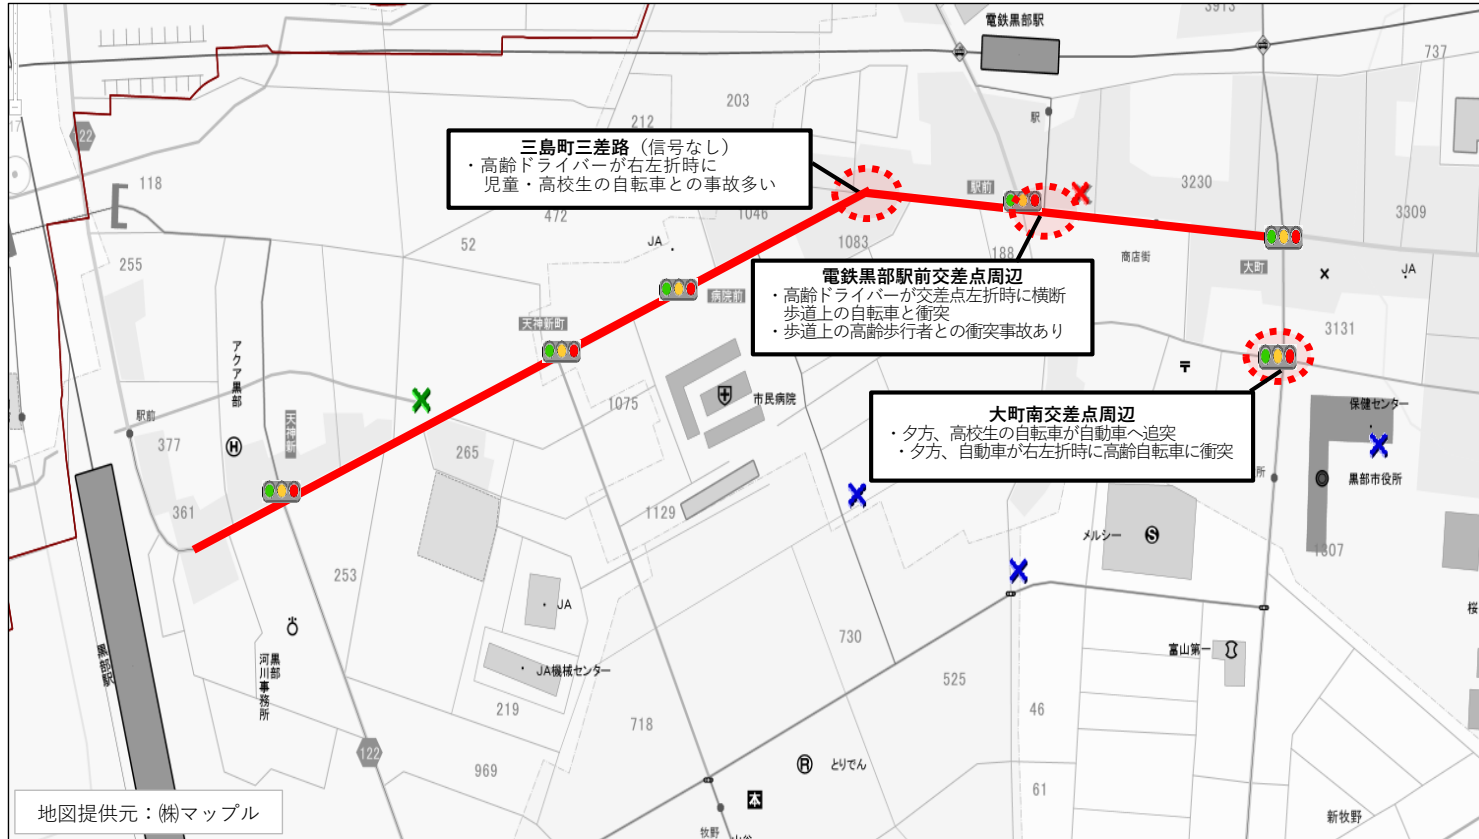 電鉄黒部駅
3913
737
203
212
駅
122
17
118
三島町三差路（信号なし）
・高齢ドライバーが右左折時に
児童・高校生の自転車との事故多い
駅前
3230
3309
472
1046
52
JA
1083
188
商店街
255
大町
JA
電鉄黒部駅前交差点周辺
・高齢ドライバーが交差点左折時に横断
歩道上の自転車と衝突
・歩道上の高齢歩行者との衝突事故あり
病院前
天神新町
3131
アクア黒部
〒
市民病院
1075
大町南交差点周辺
・夕方、高校生の自転車が自動車へ追突
・夕方、自動車が右左折時に高齢自転車に衝突
保健センター
駅前
天神新
377
H
265
所
黒部市役所
361
1129
メルシー
S
1307
253
JA
桜
黒部
河川事務所
730
富山第一
JA機械センター
黒部駅
525
219
718
46
122
969
R
とりでん
61
本
地図提供元：㈱マップル
牧野
新牧野